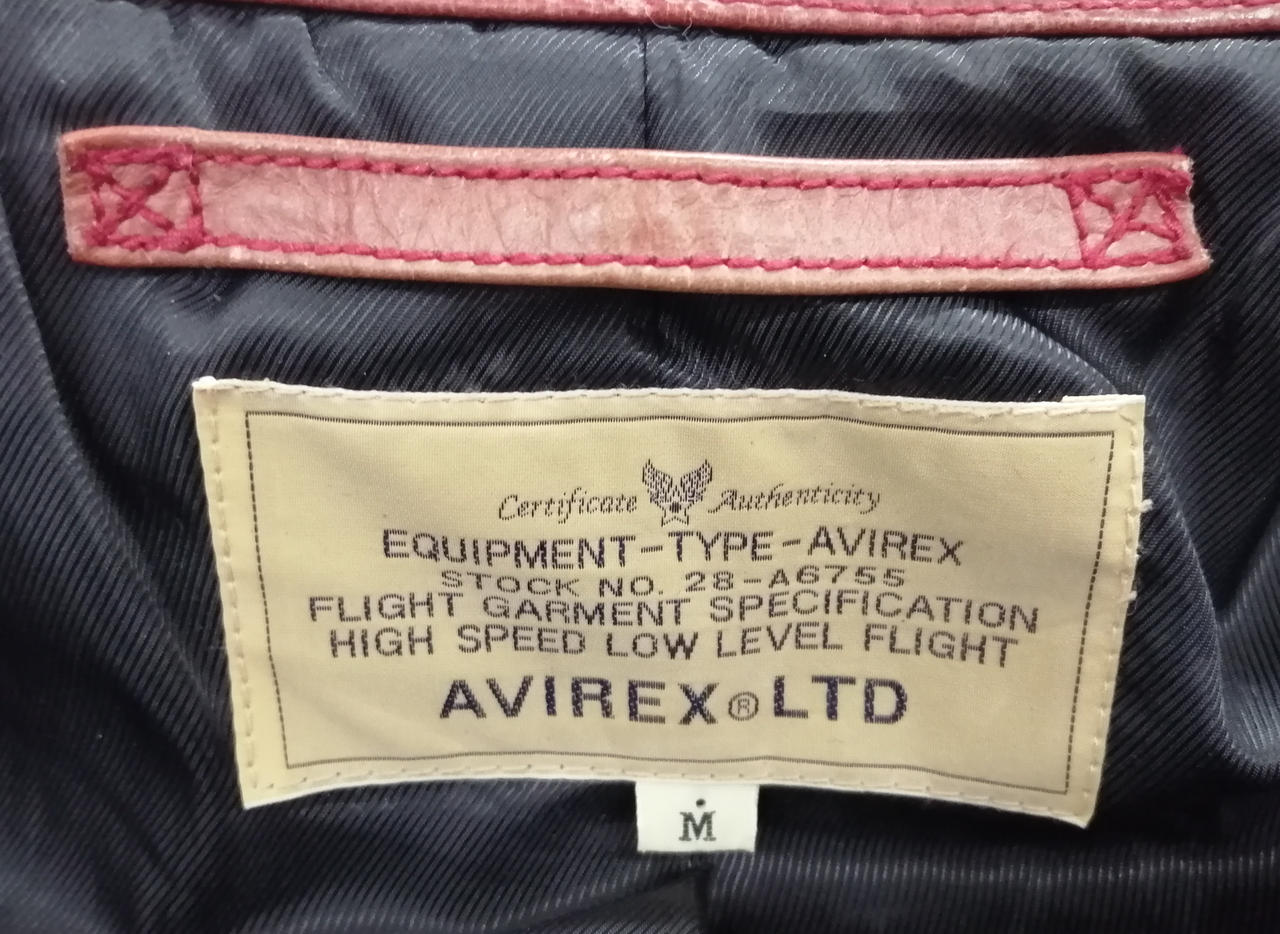 Certificate Authenticity
EQUIPMENT-TYPE-AVIREX
STOCK NO. 28-A6755
FLIGHT GARMENT SPECIFICATION
HIGH SPEED LOW LEVEL FLIGHT
AVIREX® LTD
M